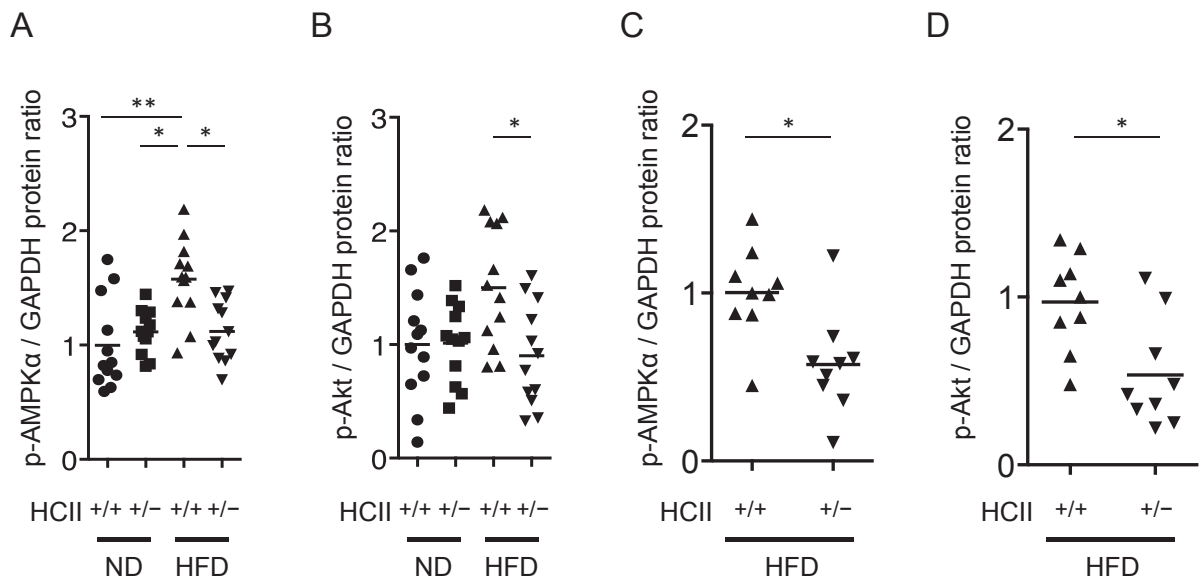 A
p-AMPKα / GAPDH protein ratio
3
2
1
0
**
*
*
HCII +/+ +/− +/+ +/−
ND HFD
B
p-Akt / GAPDH protein ratio
3
2
1
0
*
HCII +/+ +/− +/+ +/−
ND HFD
C
p-AMPKα / GAPDH protein ratio
2
1
0
*
HCII +/+ +/−
HFD
D
p-Akt / GAPDH protein ratio
2
1
0
*
HCII +/+ +/−
HFD